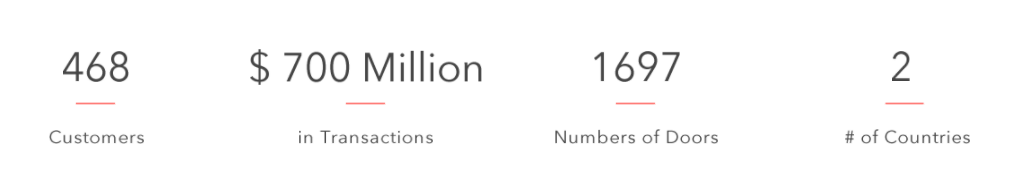 468
$ 700 Million
1697
2
Customers
in Transactions
Numbers of Doors
# of Countries